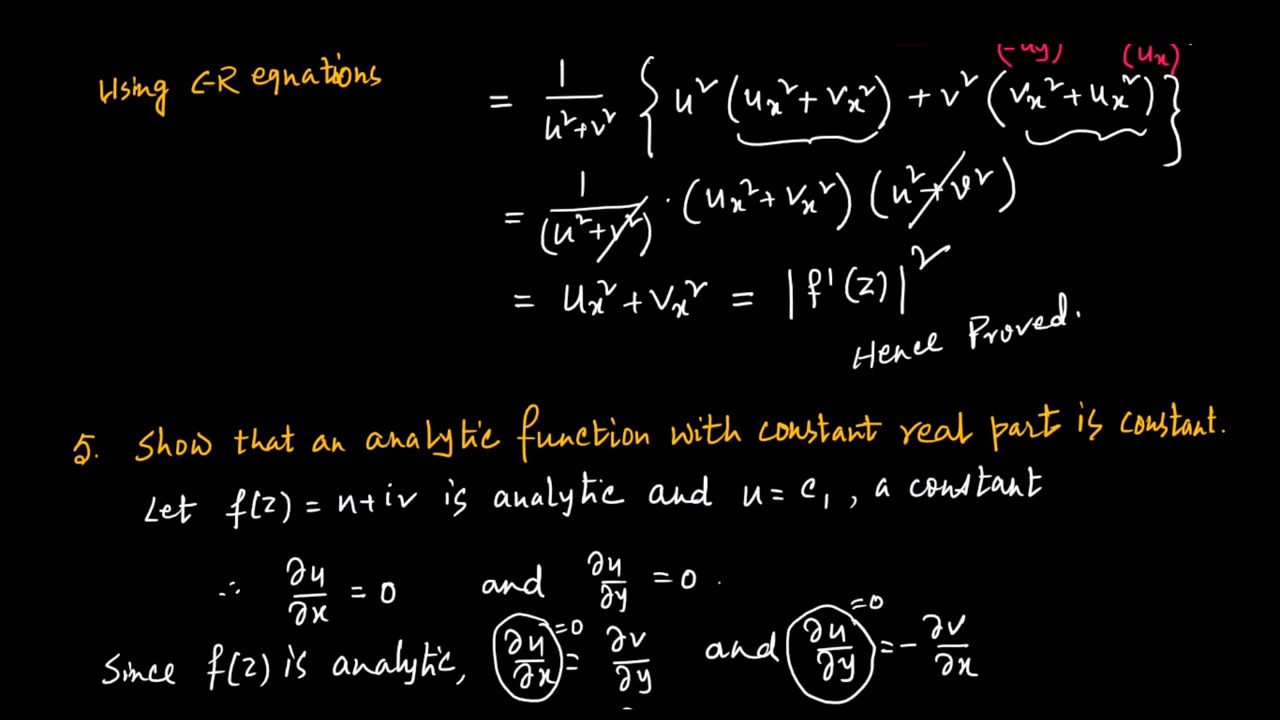 (-uy) (ux)
Using C-R equations = 1/(u²+v²) { u² (ux² + vx²) + v² (vx² + ux²) }
= 1/(u²+v²) · (ux² + vx²) (u² + v²)
= ux² + vx² = |f'(z)|²
Hence Proved.
5. Show that an analytic function with constant real part is constant.
Let f(z) = u+iv is analytic and u = c₁, a constant
∴ ∂u/∂x = 0 and ∂u/∂y = 0.
=0 =0
Since f(z) is analytic, ∂u/∂x = ∂v/∂y and ∂u/∂y = - ∂v/∂x